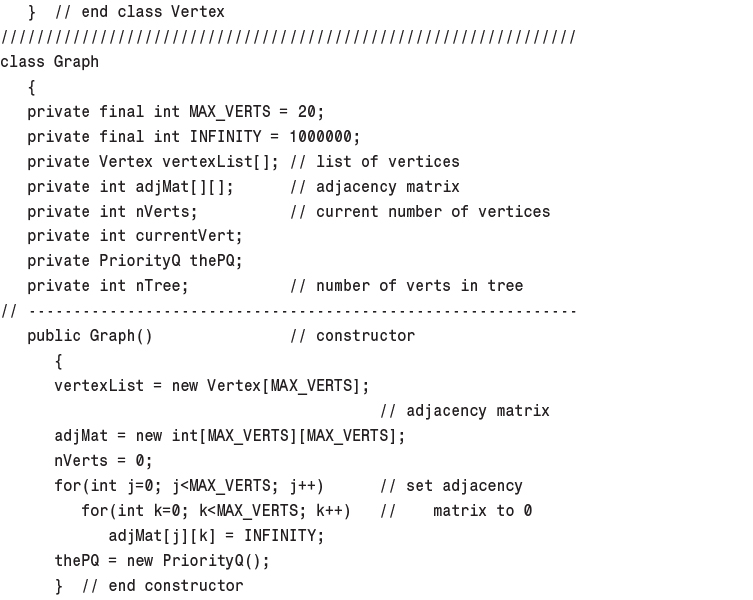 }  // end class Vertex
////////////////////////////////////////////////////////////////
class Graph
   {
   private final int MAX_VERTS = 20;
   private final int INFINITY = 1000000;
   private Vertex vertexList[]; // list of vertices
   private int adjMat[][];      // adjacency matrix
   private int nVerts;          // current number of vertices
   private int currentVert;
   private PriorityQ thePQ;
   private int nTree;           // number of verts in tree
// -------------------------------------------------------------
   public Graph()               // constructor
      {
      vertexList = new Vertex[MAX_VERTS];
                                          // adjacency matrix
      adjMat = new int[MAX_VERTS][MAX_VERTS];
      nVerts = 0;
      for(int j=0; j<MAX_VERTS; j++)      // set adjacency
         for(int k=0; k<MAX_VERTS; k++)   //    matrix to 0
            adjMat[j][k] = INFINITY;
      thePQ = new PriorityQ();
      }  // end constructor